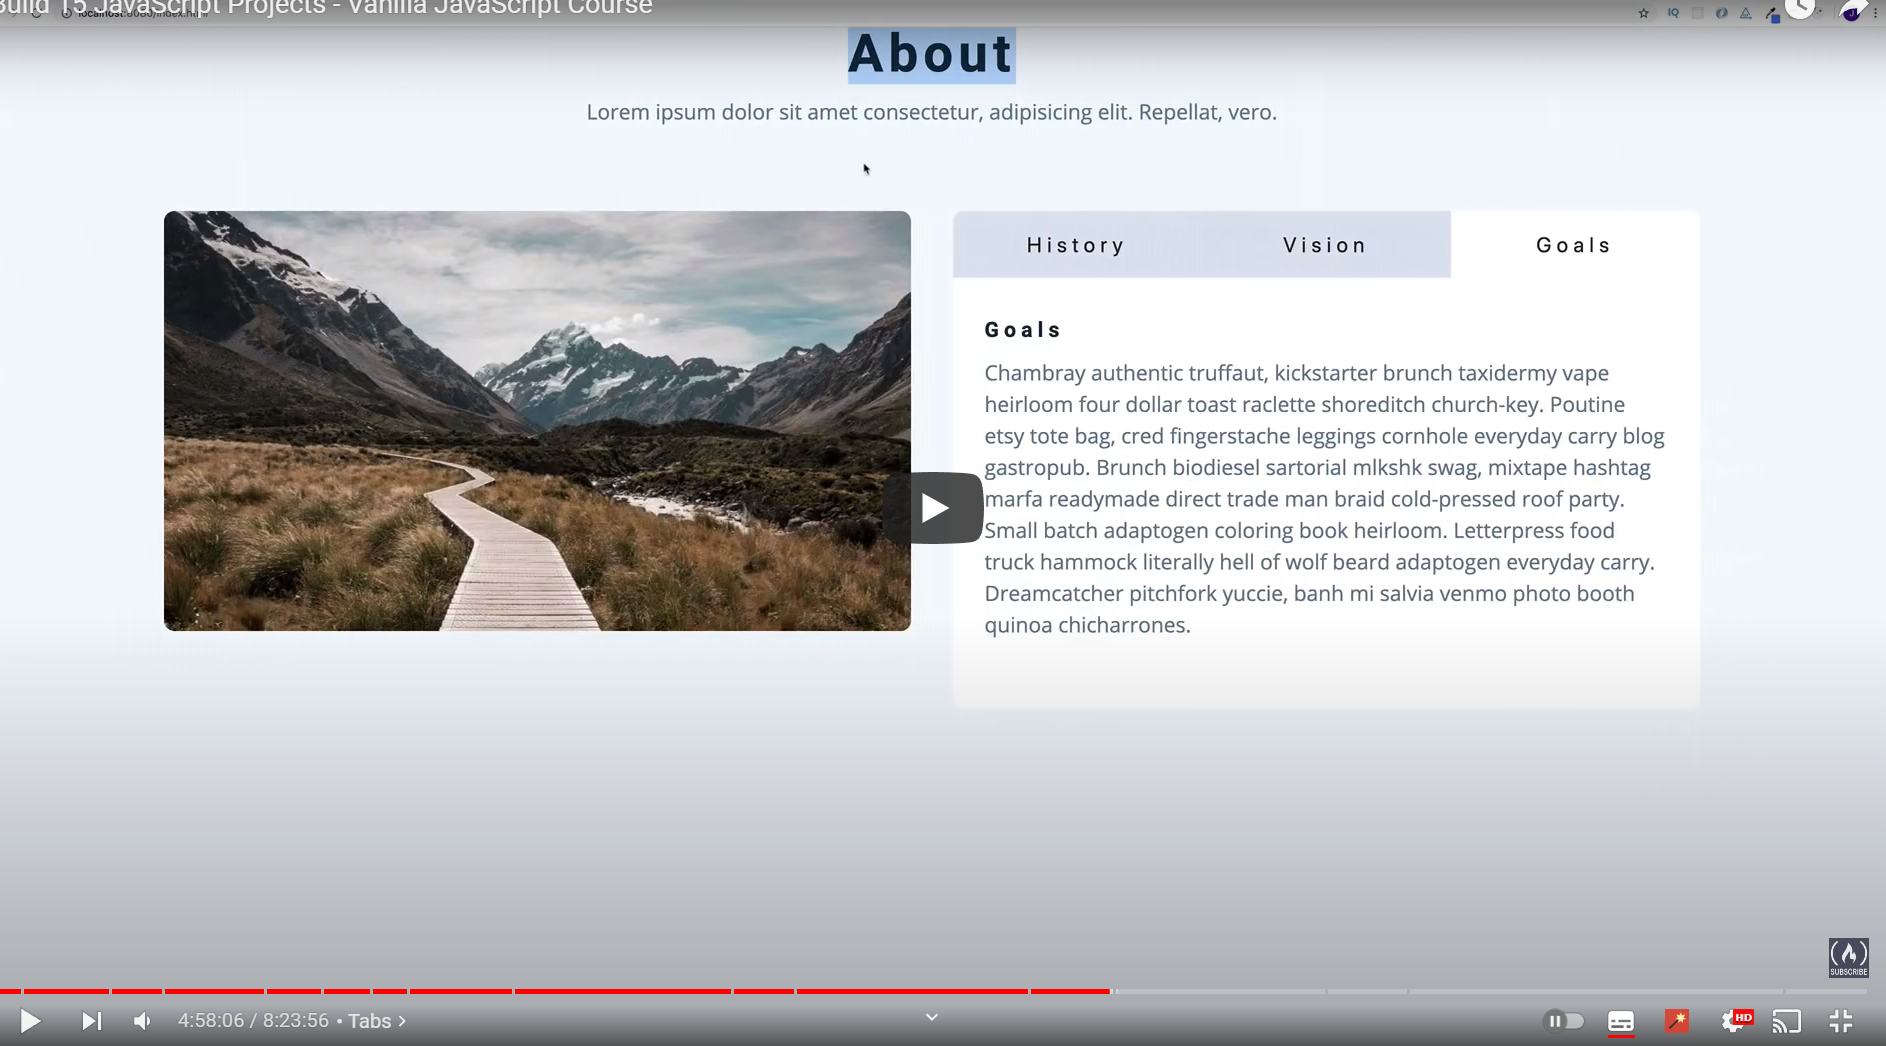 Build 15 JavaScript Projects - Vanilla JavaScript Course
localhost:8080/index.html
IQ
About
Lorem ipsum dolor sit amet consectetur, adipisicing elit. Repellat, vero.
History Vision Goals
Goals
Chambray authentic truffaut, kickstarter brunch taxidermy vape
heirloom four dollar toast raclette shoreditch church-key. Poutine
etsy tote bag, cred fingerstache leggings cornhole everyday carry blog
gastropub. Brunch biodiesel sartorial mlkshk swag, mixtape hashtag
marfa readymade direct trade man braid cold-pressed roof party.
Small batch adaptogen coloring book heirloom. Letterpress food
truck hammock literally hell of wolf beard adaptogen everyday carry.
Dreamcatcher pitchfork yuccie, banh mi salvia venmo photo booth
quinoa chicharrones.
SUBSCRIBE
4:58:06 / 8:23:56 • Tabs
HD